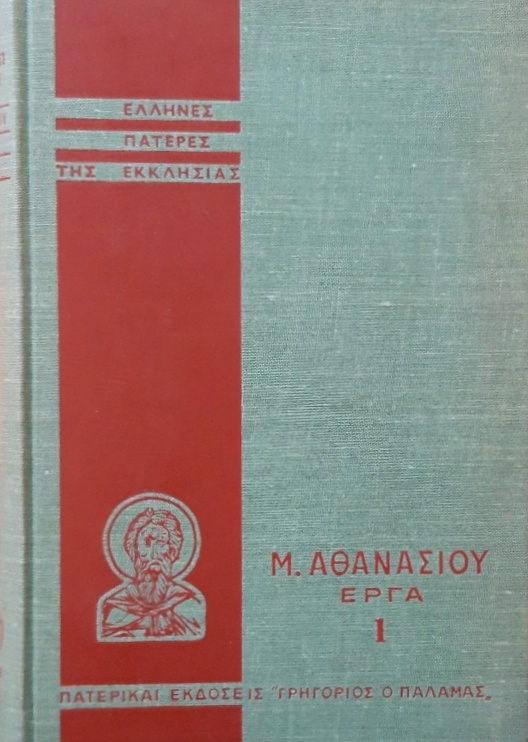 ΕΛΛΗΝΕΣ
ΠΑΤΕΡΕΣ
ΤΗΣ ΕΚΚΛΗΣΙΑΣ
Μ. ΑΘΑΝΑΣΙΟΥ
ΕΡΓΑ
1
ΠΑΤΕΡΙΚΑΙ ΕΚΔΟΣΕΙΣ "ΓΡΗΓΟΡΙΟΣ Ο ΠΑΛΑΜΑΣ„